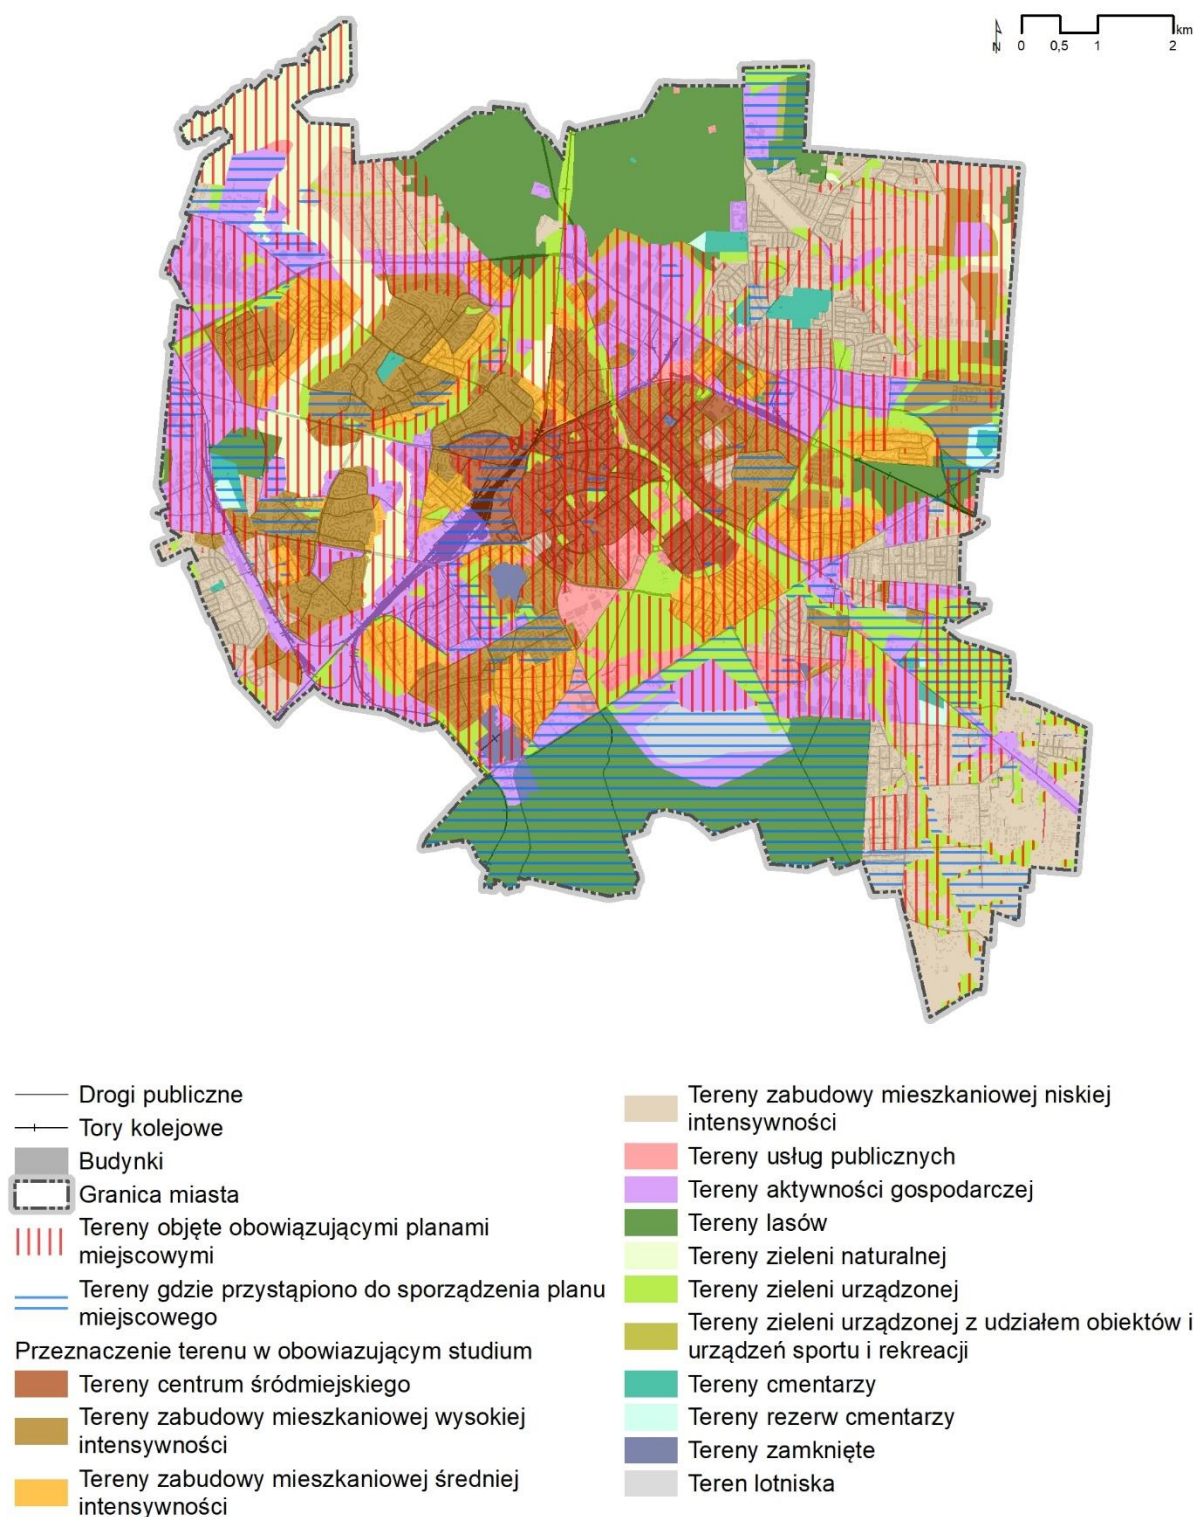 N
0 0,5 1 2
km
Drogi publiczne
Tory kolejowe
Budynki
Granica miasta
Tereny objęte obowiązującymi planami
miejscowymi
Tereny gdzie przystąpiono do sporządzenia planu
miejscowego
Przeznaczenie terenu w obowiazującym studium
Tereny centrum śródmiejskiego
Tereny zabudowy mieszkaniowej wysokiej
intensywności
Tereny zabudowy mieszkaniowej średniej
intensywności
Tereny zabudowy mieszkaniowej niskiej
intensywności
Tereny usług publicznych
Tereny aktywności gospodarczej
Tereny lasów
Tereny zieleni naturalnej
Tereny zieleni urządzonej
Tereny zieleni urządzonej z udziałem obiektów i
urządzeń sportu i rekreacji
Tereny cmentarzy
Tereny rezerw cmentarzy
Tereny zamknięte
Teren lotniska